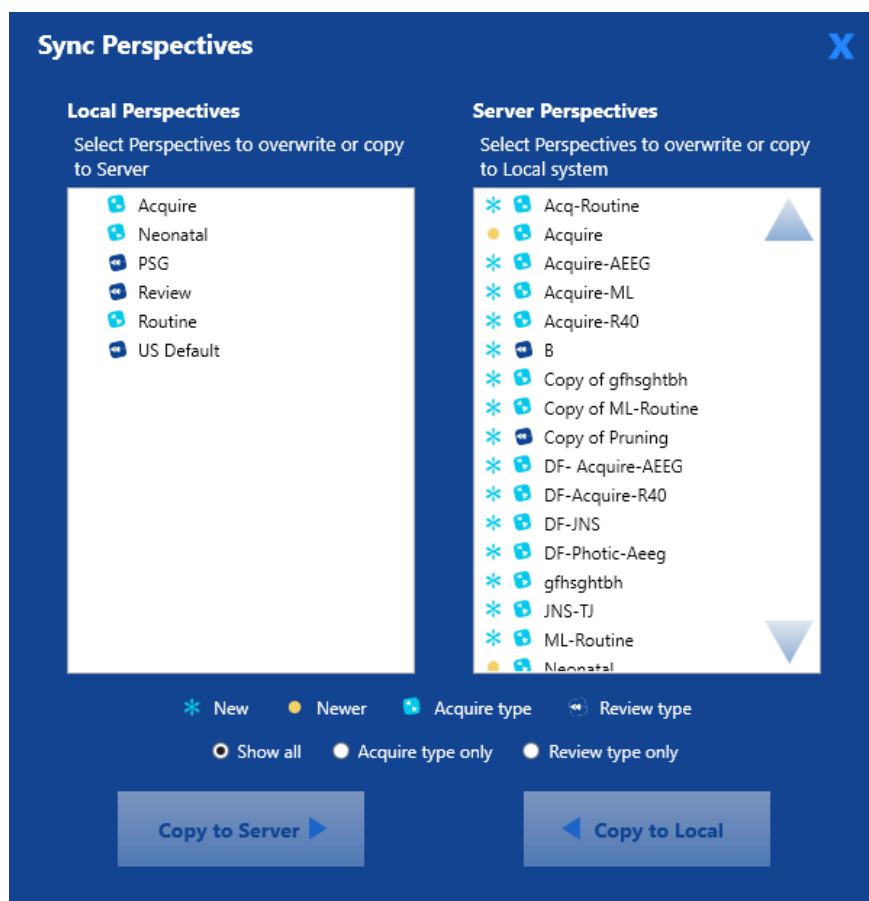 Sync Perspectives
X
Local Perspectives
Select Perspectives to overwrite or copy
to Server
Acquire
Neonatal
PSG
Review
Routine
US Default
Server Perspectives
Select Perspectives to overwrite or copy
to Local system
Acq-Routine
Acquire
Acquire-AEEG
Acquire-ML
Acquire-R40
B
Copy of gfhsghtbh
Copy of ML-Routine
Copy of Pruning
DF- Acquire-AEEG
DF-Acquire-R40
DF-JNS
DF-Photic-Aeeg
gfhsghtbh
JNS-TJ
ML-Routine
Neonatal
New Newer Acquire type Review type
Show all Acquire type only Review type only
Copy to Server Copy to Local